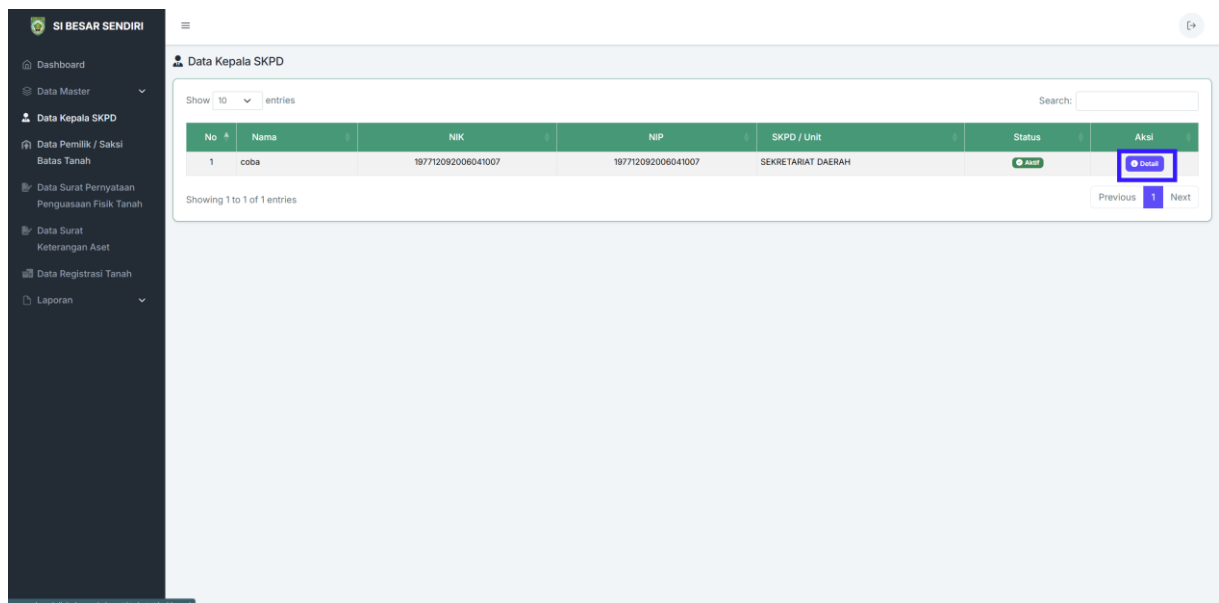 SI BESAR SENDIRI
Dashboard
Data Master
Data Kepala SKPD
Data Pemilik / Saksi
Batas Tanah
Data Surat Pernyataan
Penguasaan Fisik Tanah
Data Surat
Keterangan Aset
Data Registrasi Tanah
Laporan
Data Kepala SKPD
Show 10 entries
Search:
No Nama NIK NIP SKPD / Unit Status Aksi
1 coba 197712092006041007 197712092006041007 SEKRETARIAT DAERAH Aktif Detail
Showing 1 to 1 of 1 entries
Previous 1 Next